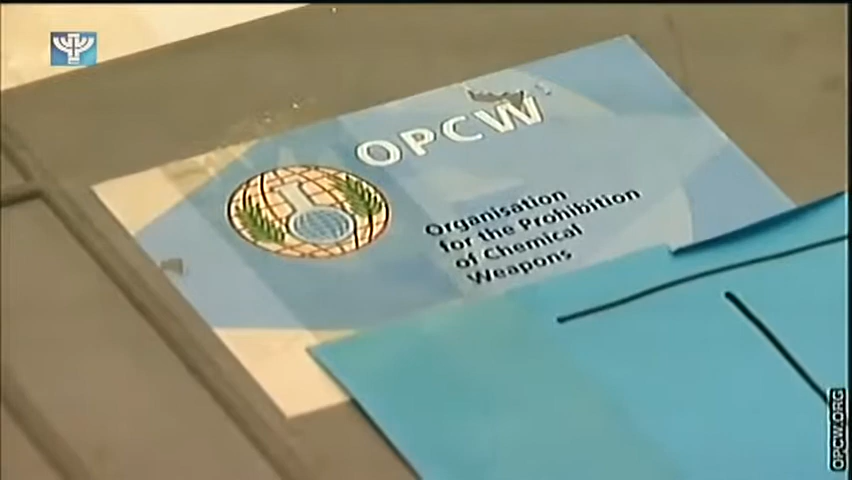 OPCW
Organisation
for the Prohibition
of Chemical
Weapons
OPCW.ORG